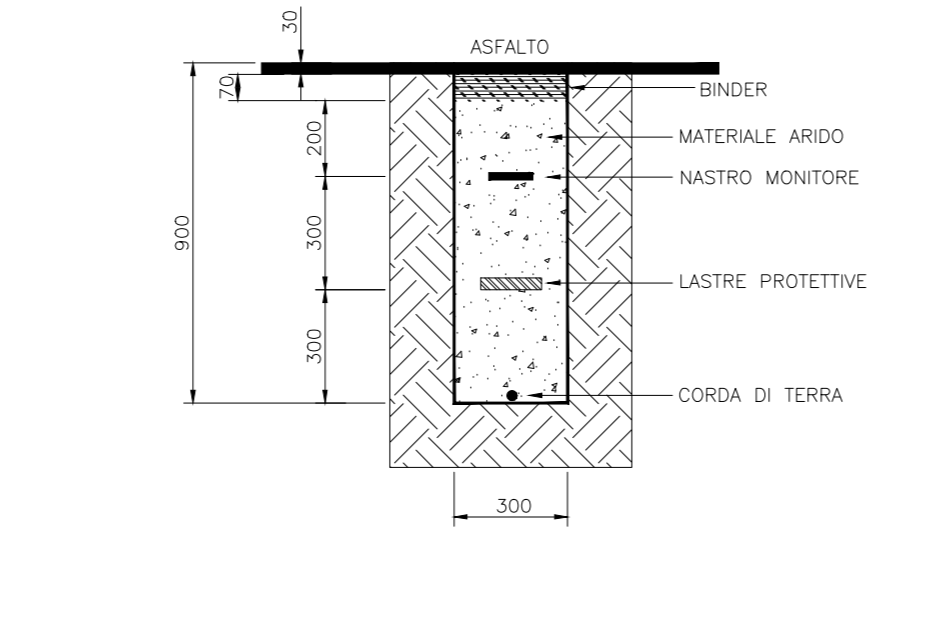 30
ASFALTO
70
BINDER
200
MATERIALE ARIDO
NASTRO MONITORE
900
300
LASTRE PROTETTIVE
300
CORDA DI TERRA
300